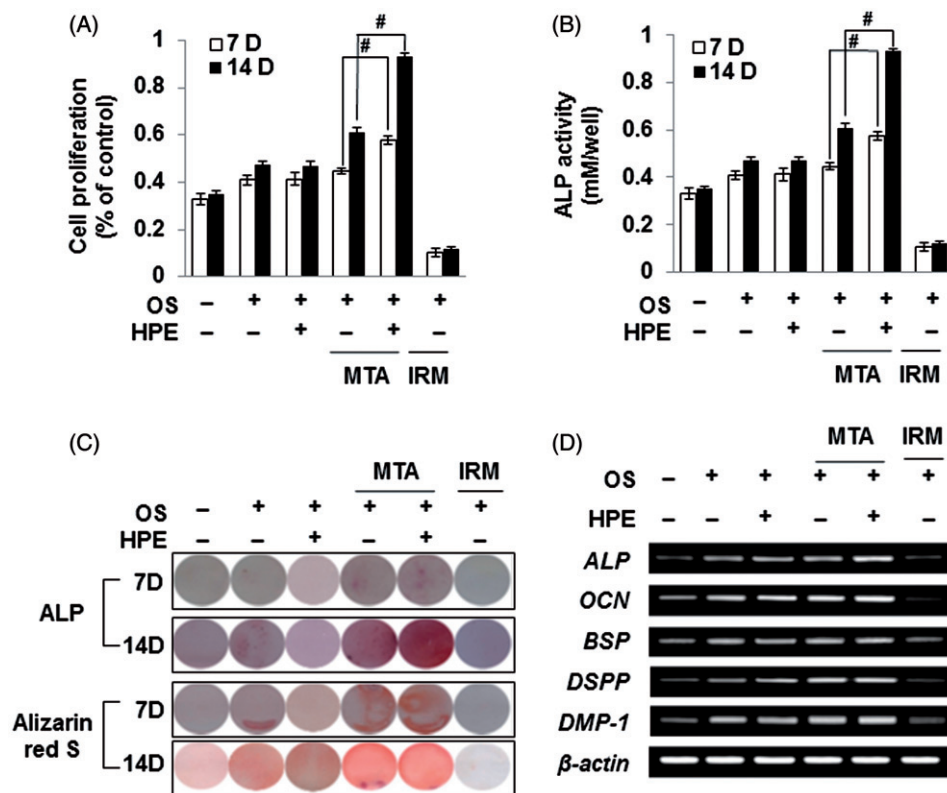 (A)
#
#
7 D
14 D
Cell proliferation
(% of control)
1
0.8
0.6
0.4
0.2
0
OS – + + + + +
HPE – – + – + –
MTA IRM
(B)
#
#
7 D
14 D
ALP activity
(mM/well)
1
0.8
0.6
0.4
0.2
0
OS – + + + + +
HPE – – + – + –
MTA IRM
(C)
MTA IRM
OS – + + + + +
HPE – – + – + –
ALP
7D
14D
Alizarin
red S
7D
14D
(D)
MTA IRM
OS – + + + + +
HPE – – + – + –
ALP
OCN
BSP
DSPP
DMP-1
β-actin